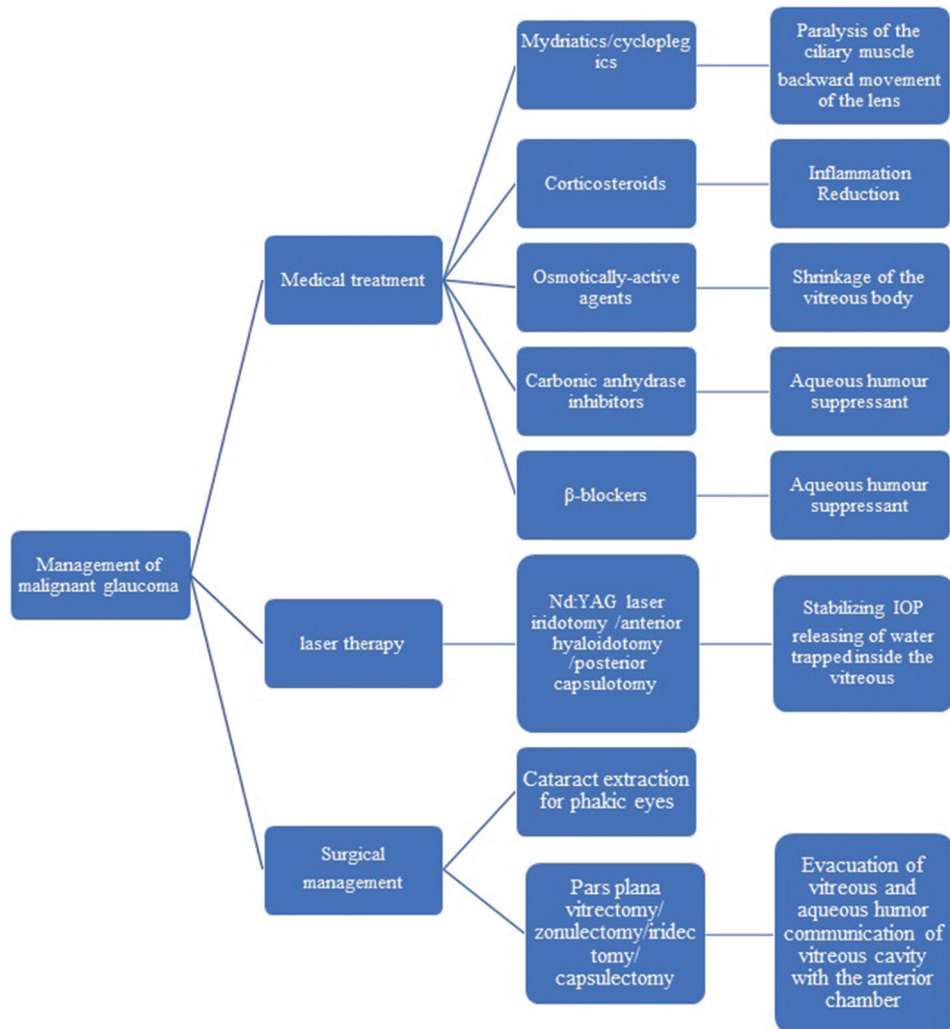 Management of
malignant glaucoma
Medical treatment
Mydriatics/cyclopleg
ics
Paralysis of the
ciliary muscle
backward movement
of the lens
Corticosteroids
Inflammation
Reduction
Osmotically-active
agents
Shrinkage of the
vitreous body
Carbonic anhydrase
inhibitors
Aqueous humour
suppressant
β-blockers
Aqueous humour
suppressant
laser therapy
Nd:YAG laser
iridotomy /anterior
hyaloidotomy
/posterior
capsulotomy
Stabilizing IOP
releasing of water
trapped inside the
vitreous
Surgical
management
Cataract extraction
for phakic eyes
Pars plana
vitrectomy/
zonulectomy/iridec
tomy/
capsulectomy
Evacuation of
vitreous and
aqueous humor
communication of
vitreous cavity
with the anterior
chamber